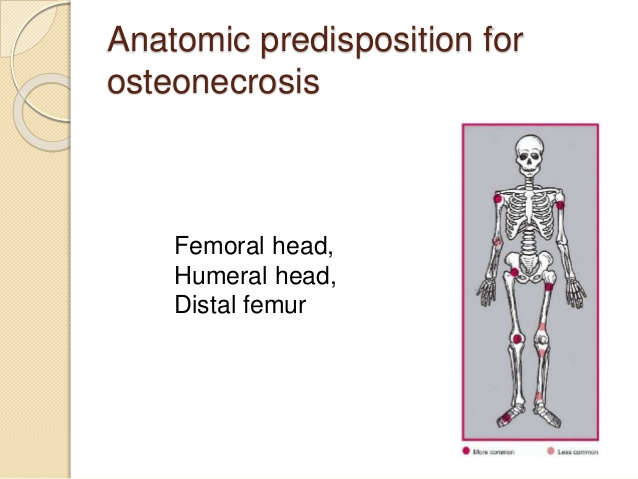 Anatomic predisposition for
osteonecrosis
Femoral head,
Humeral head,
Distal femur
More common
Less common